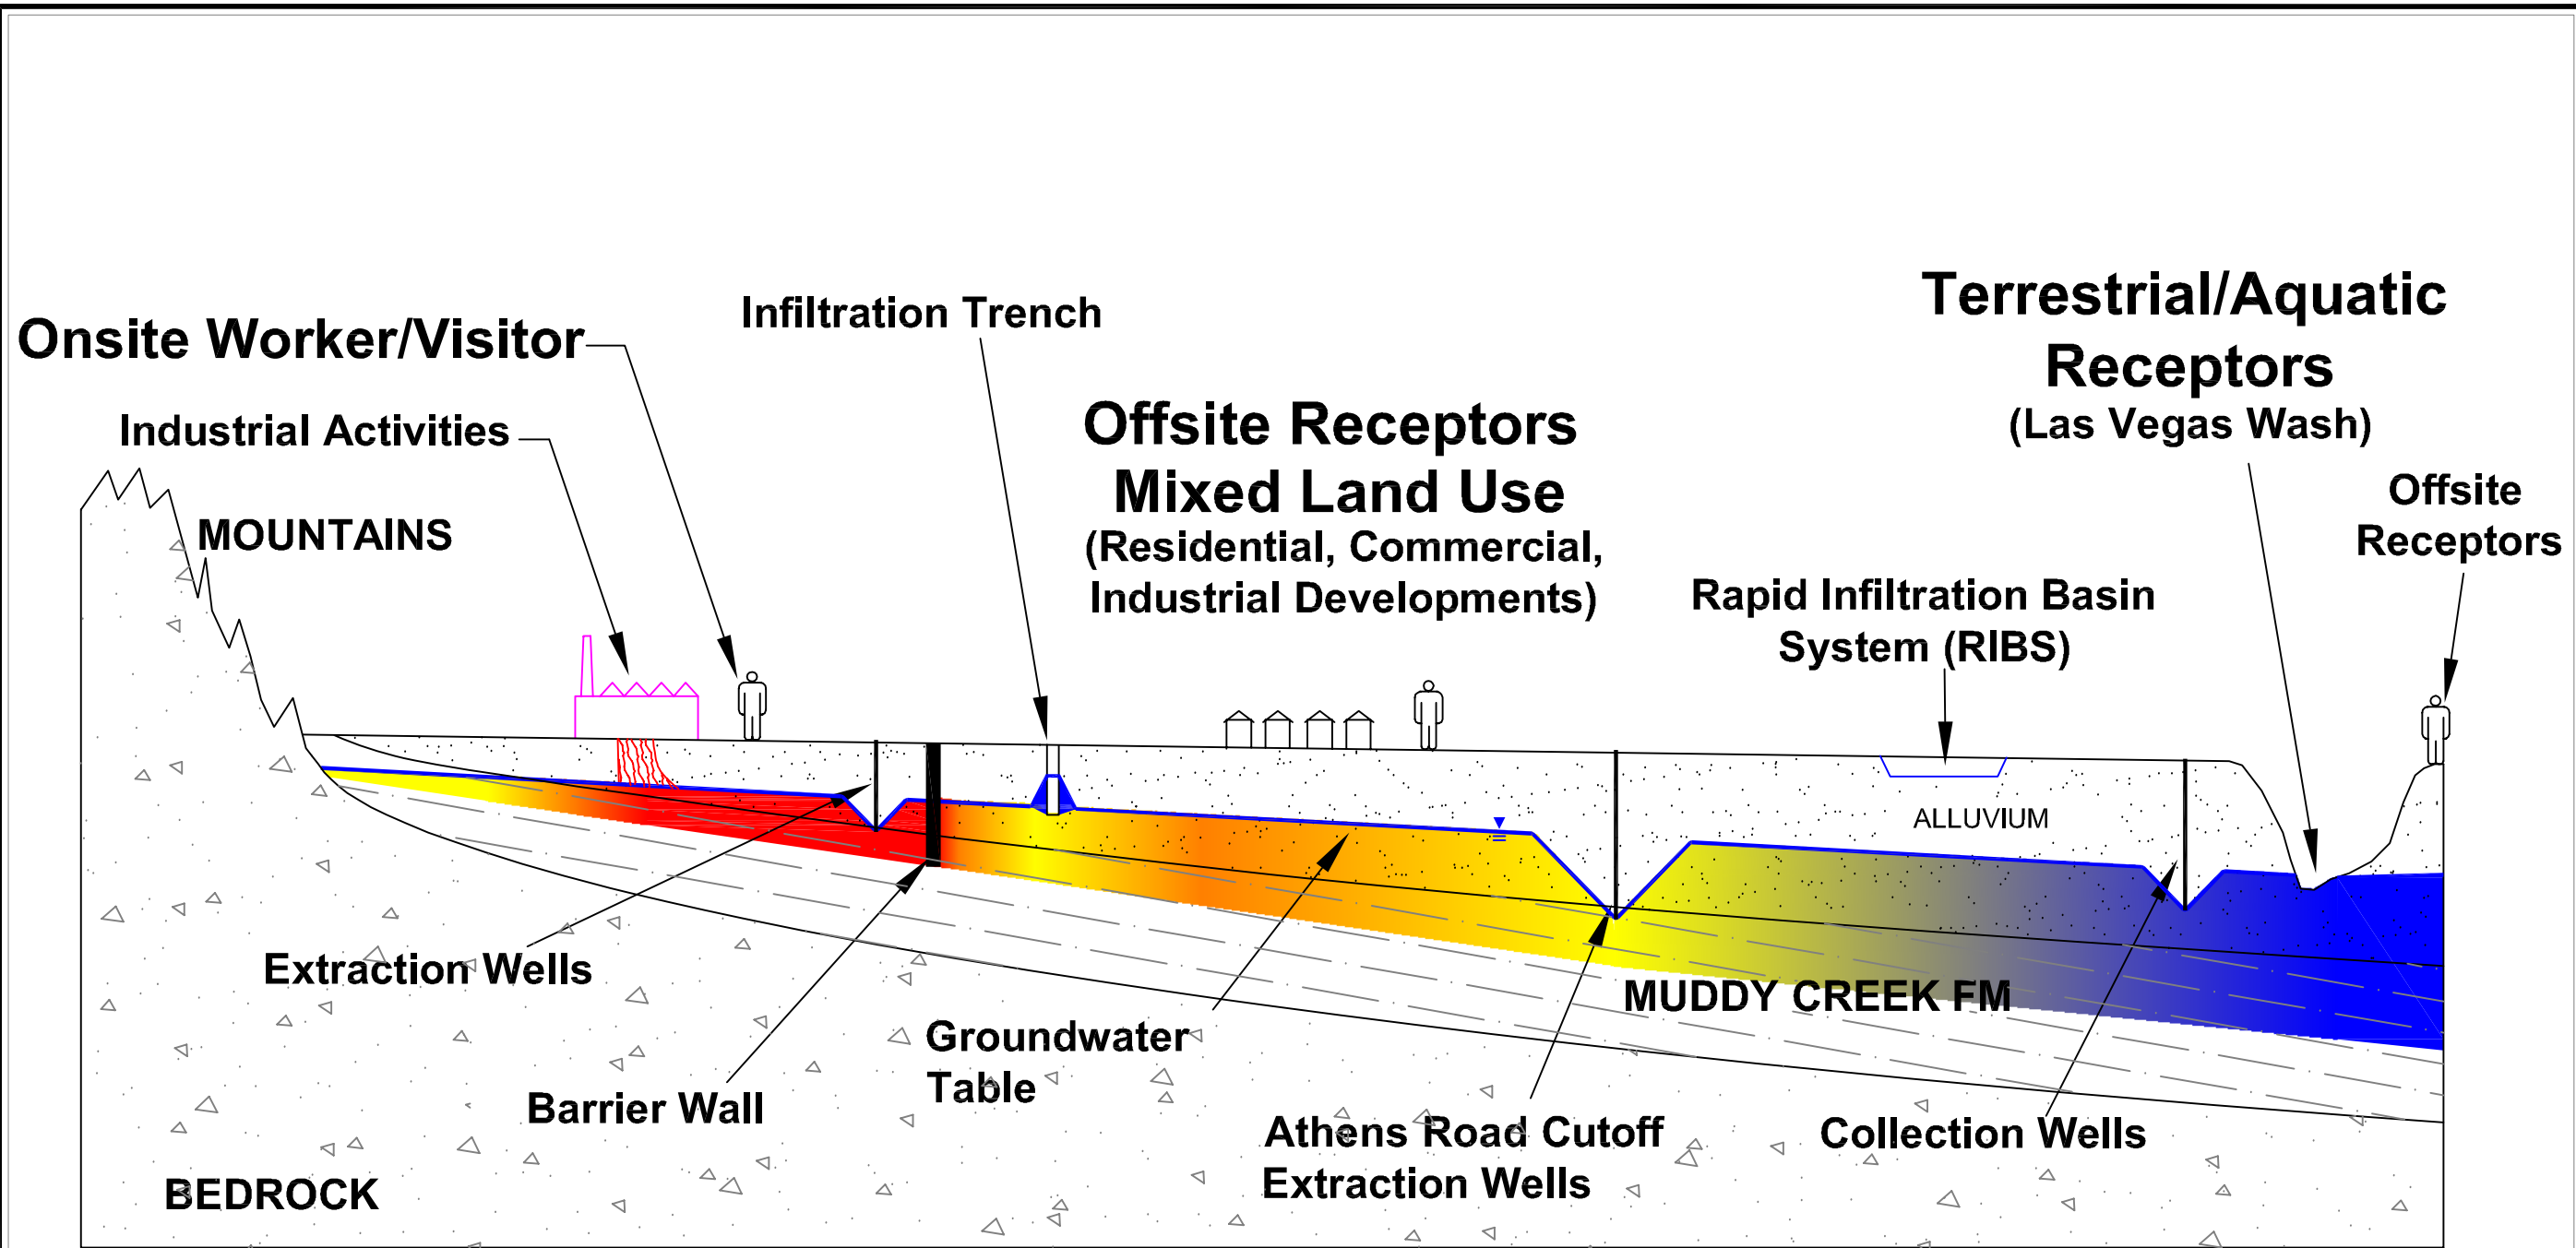 Onsite Worker/Visitor
Industrial Activities
MOUNTAINS
Infiltration Trench
Offsite Receptors
Mixed Land Use
(Residential, Commercial,
Industrial Developments)
Terrestrial/Aquatic
Receptors
(Las Vegas Wash)
Offsite
Receptors
Rapid Infiltration Basin
System (RIBS)
ALLUVIUM
Extraction Wells
Barrier Wall
Groundwater
Table
MUDDY CREEK FM
Athens Road Cutoff
Extraction Wells
Collection Wells
BEDROCK